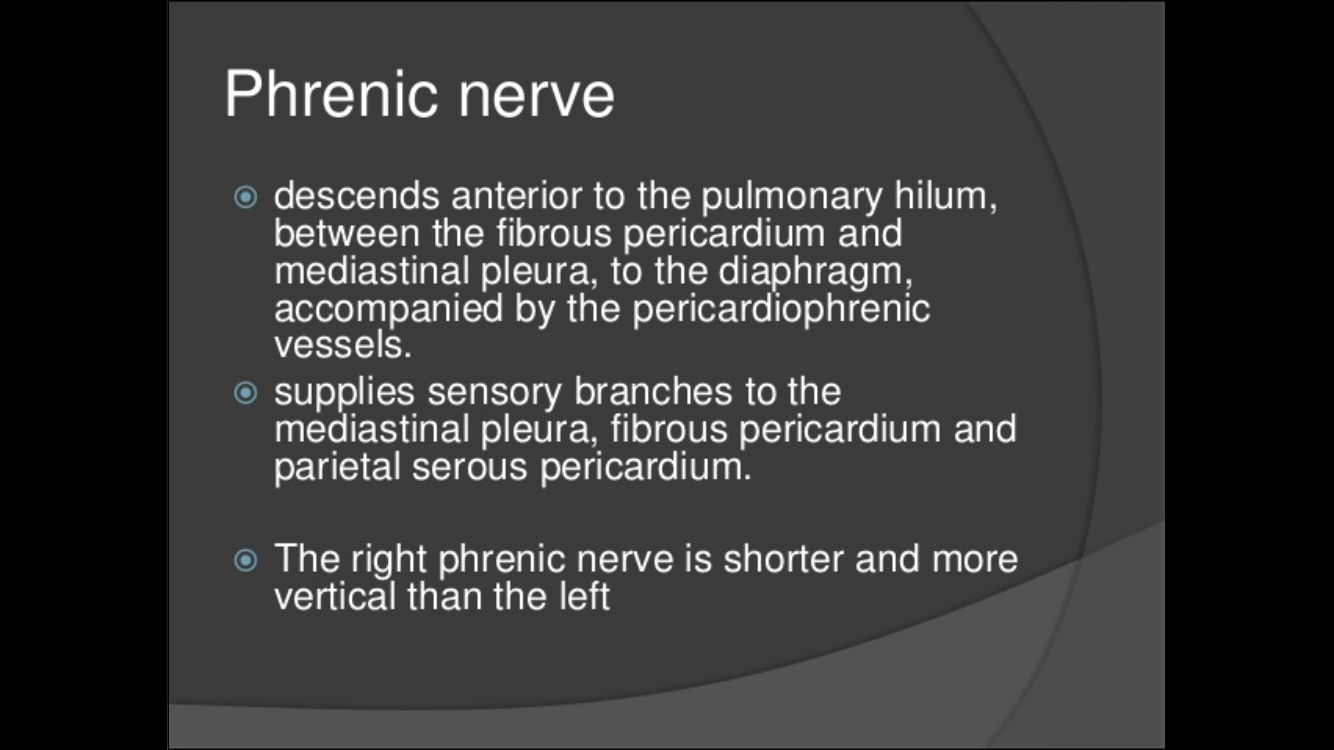 Phrenic nerve
descends anterior to the pulmonary hilum,
between the fibrous pericardium and
mediastinal pleura, to the diaphragm,
accompanied by the pericardiophrenic
vessels.
supplies sensory branches to the
mediastinal pleura, fibrous pericardium and
parietal serous pericardium.
The right phrenic nerve is shorter and more
vertical than the left